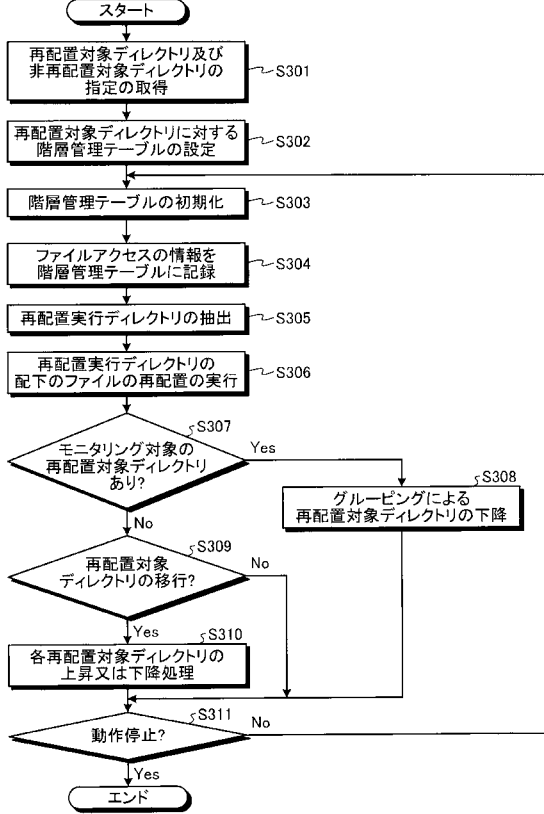 スタート
再配置対象ディレクトリ及び
非再配置対象ディレクトリの
指定の取得
S301
再配置対象ディレクトリに対する
階層管理テーブルの設定
S302
階層管理テーブルの初期化
S303
ファイルアクセスの情報を
階層管理テーブルに記録
S304
再配置実行ディレクトリの抽出
S305
再配置実行ディレクトリの
配下のファイルの再配置の実行
S306
S307
モニタリング対象の
再配置対象ディレクトリ
あり?
Yes
No
S308
グルーピングによる
再配置対象ディレクトリの下降
S309
再配置対象
ディレクトリの移行?
No
Yes
S310
各再配置対象ディレクトリの
上昇又は下降処理
S311
動作停止?
No
Yes
エンド